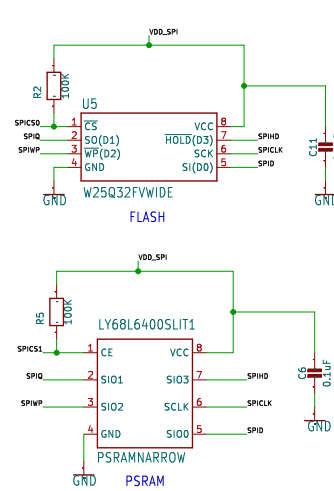 VDD_SPI
R2
100K
U5
SPICS0 1 CS VCC 8
SPIQ 2 SO(D1) HOLD(D3) 7 SPIHD
SPIWP 3 WP(D2) SCK 6 SPICLK
4 GND SI(D0) 5 SPID
C11
GND
GND
W25Q32FVWIDE
FLASH
VDD_SPI
R5
100K
LY68L6400SLIT1
SPICS1 1 CE VCC 8
SPIQ 2 SIO1 SIO3 7 SPIHD
SPIWP 3 SIO2 SCLK 6 SPICLK
4 GND SIO0 5 SPID
C6
0.1uF
GND
PSRAMNARROW
GND
PSRAM